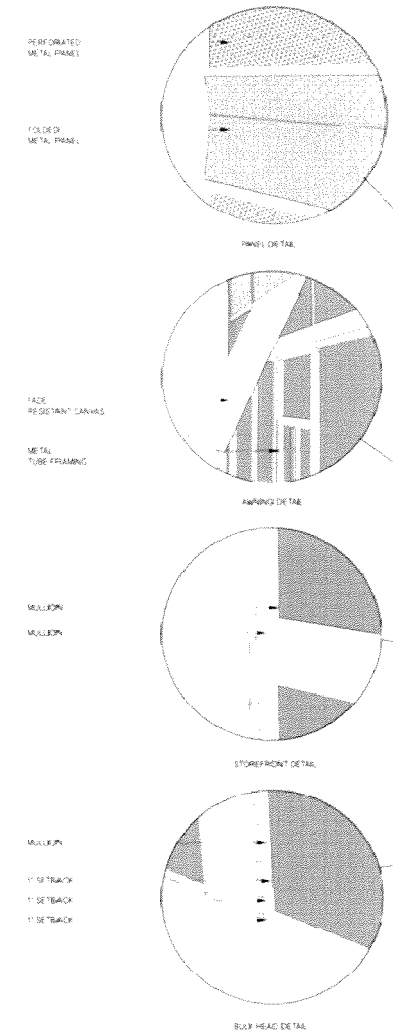 PERFORATED
METAL PANEL
FOLDED
METAL PANEL
PANEL DETAIL
FADE
RESISTANT CANVAS
METAL
TUBE FRAMING
AWNING DETAIL
MULLION
MULLION
STOREFRONT DETAIL
MULLION
1" SETBACK
1" SETBACK
1" SETBACK
BULK HEAD DETAIL